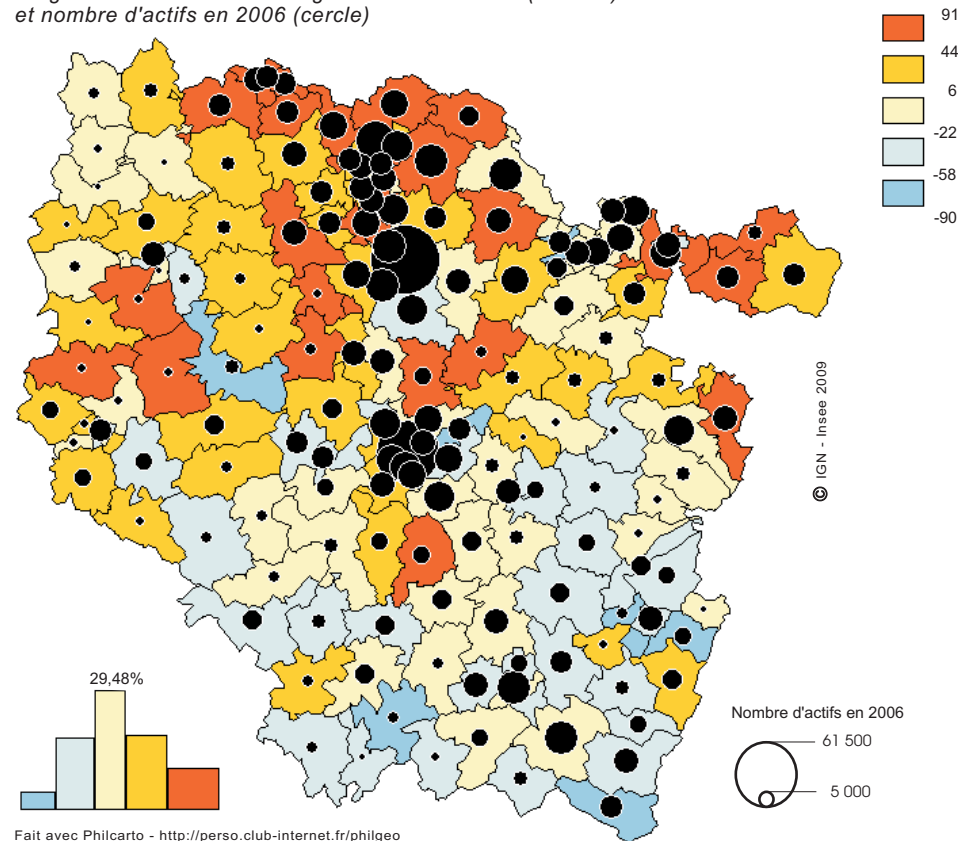 et nombre d'actifs en 2006 (cercle)
91
44
6
-22
-58
-90
© IGN - Insee 2009
29,48%
Nombre d'actifs en 2006
61 500
5 000
Fait avec Philcarto - http://perso.club-internet.fr/philgeo